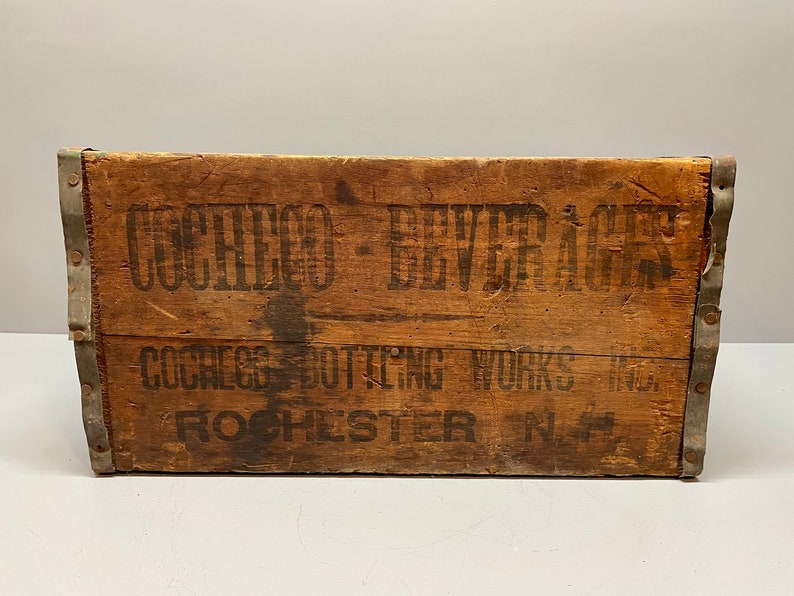 COCHECO - BEVERAGES
COCHECO BOTTLING WORKS INC.
ROCHESTER N.H.